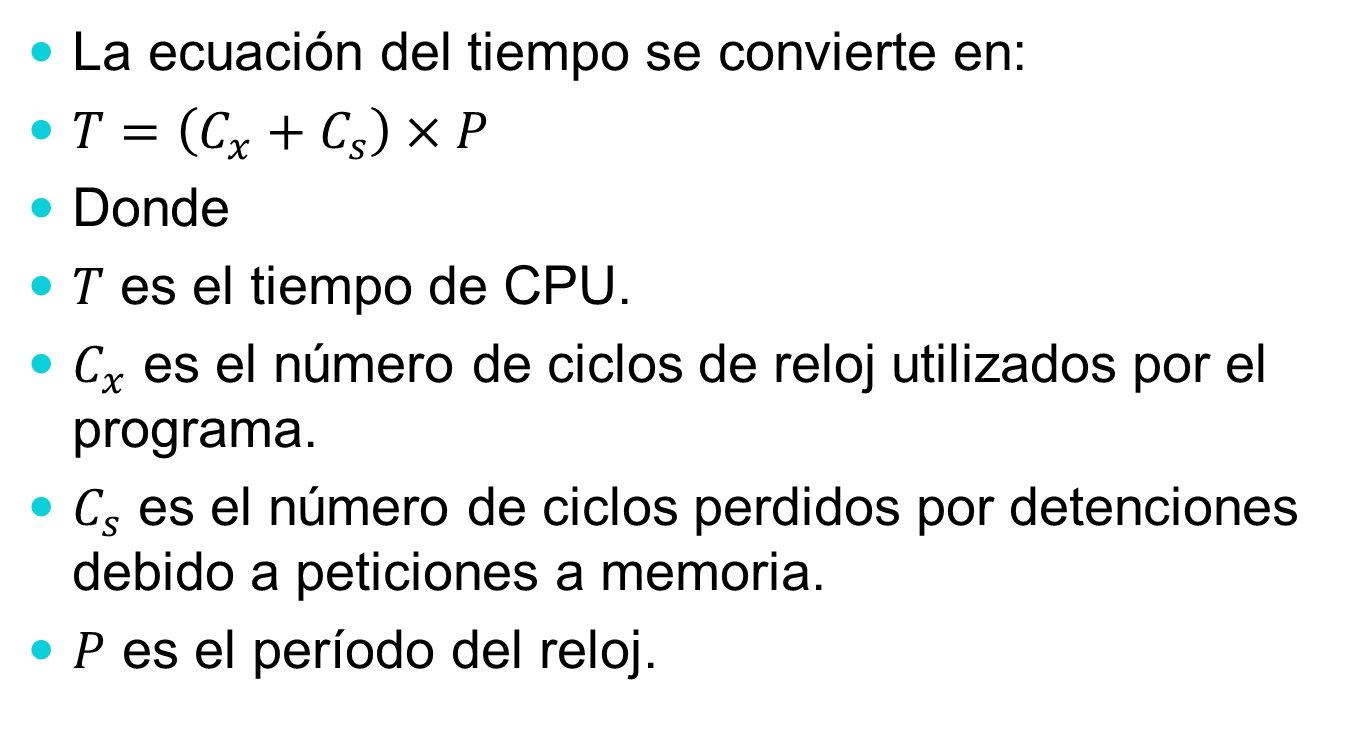 • La ecuación del tiempo se convierte en:
• T = (Cₓ + Cₛ) × P
• Donde
• T es el tiempo de CPU.
• Cₓ es el número de ciclos de reloj utilizados por el
programa.
• Cₛ es el número de ciclos perdidos por detenciones
debido a peticiones a memoria.
• P es el período del reloj.